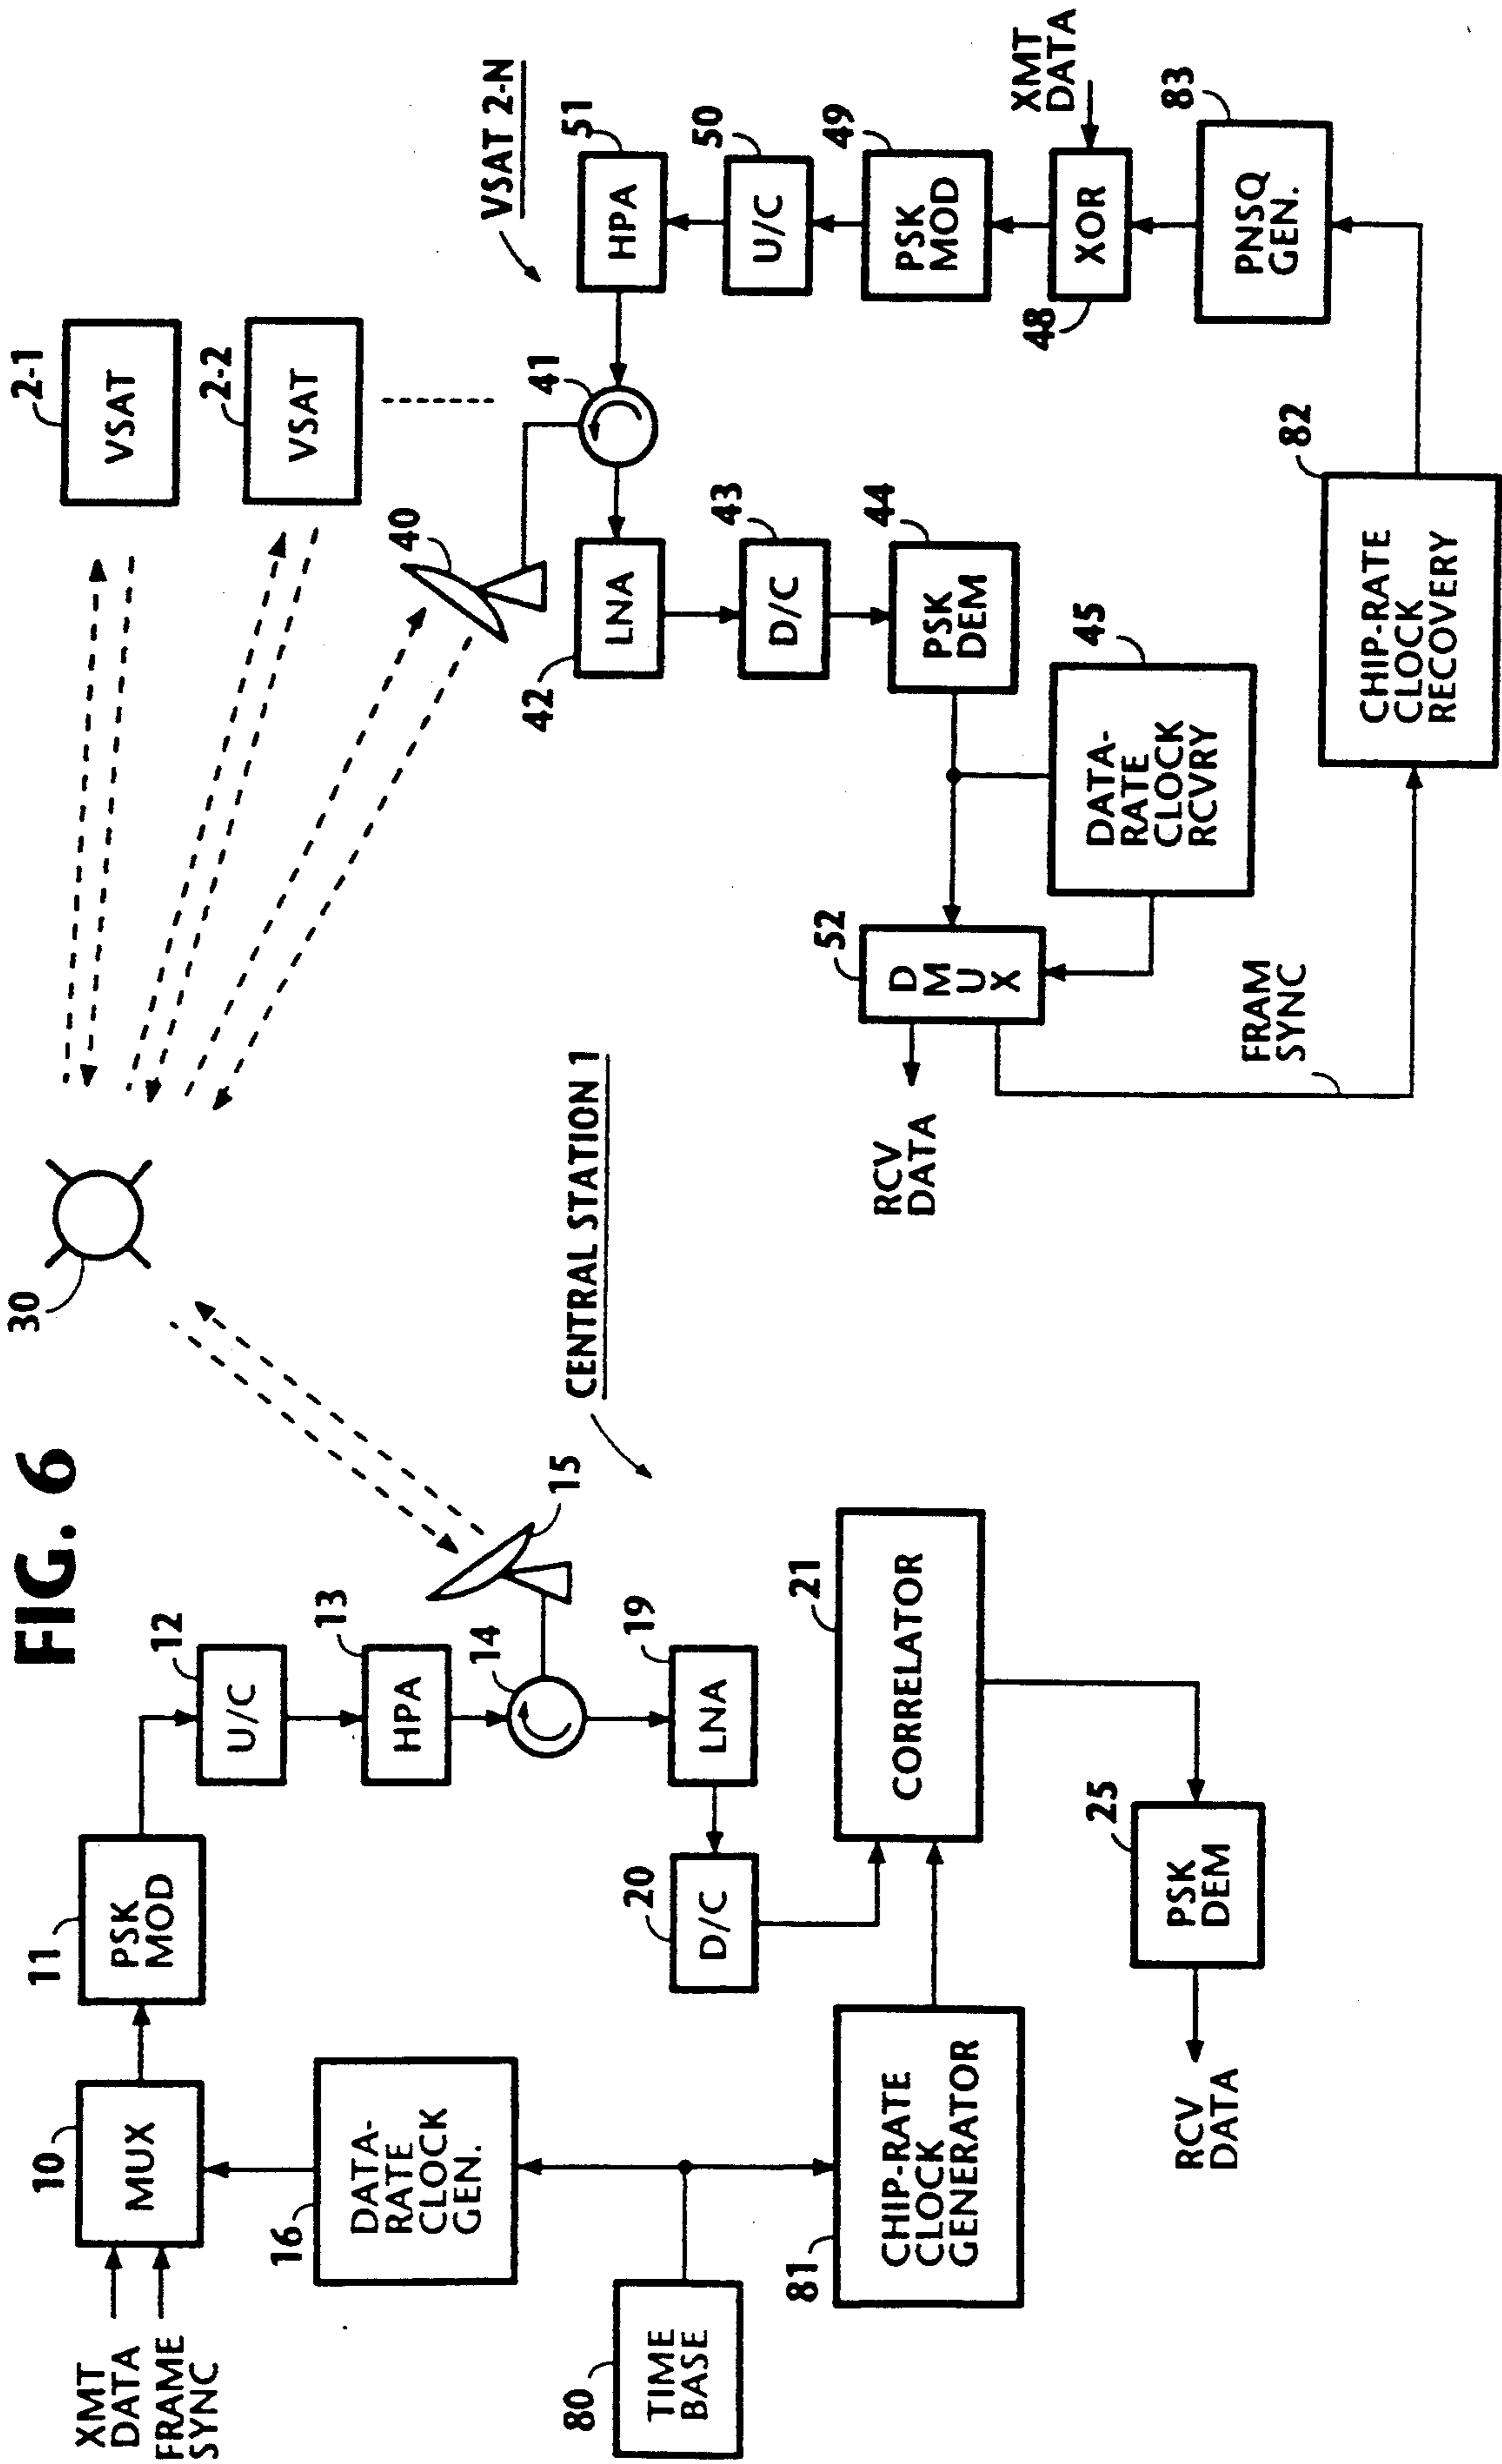 FIG. 6
XMT
DATA
FRAME
SYNC
10
MUX
11
PSK
MOD
12
U/C
13
HPA
14
15
16
DATA-
RATE
CLOCK
GEN.
80
TIME
BASE
81
CHIP-RATE
CLOCK
GENERATOR
19
LNA
20
D/C
21
CORRELATOR
25
PSK
DEM
RCV
DATA
CENTRAL STATION 1
30
2-1
VSAT
2-2
VSAT
VSAT 2-N
40
41
42
LNA
43
D/C
44
PSK
DEM
45
DATA-
RATE
CLOCK
RCVRY
52
D
M
U
X
RCV
DATA
FRAM
SYNC
82
CHIP-RATE
CLOCK
RECOVERY
83
PNSQ
GEN.
48
XOR
XMT
DATA
49
PSK
MOD
50
U/C
51
HPA